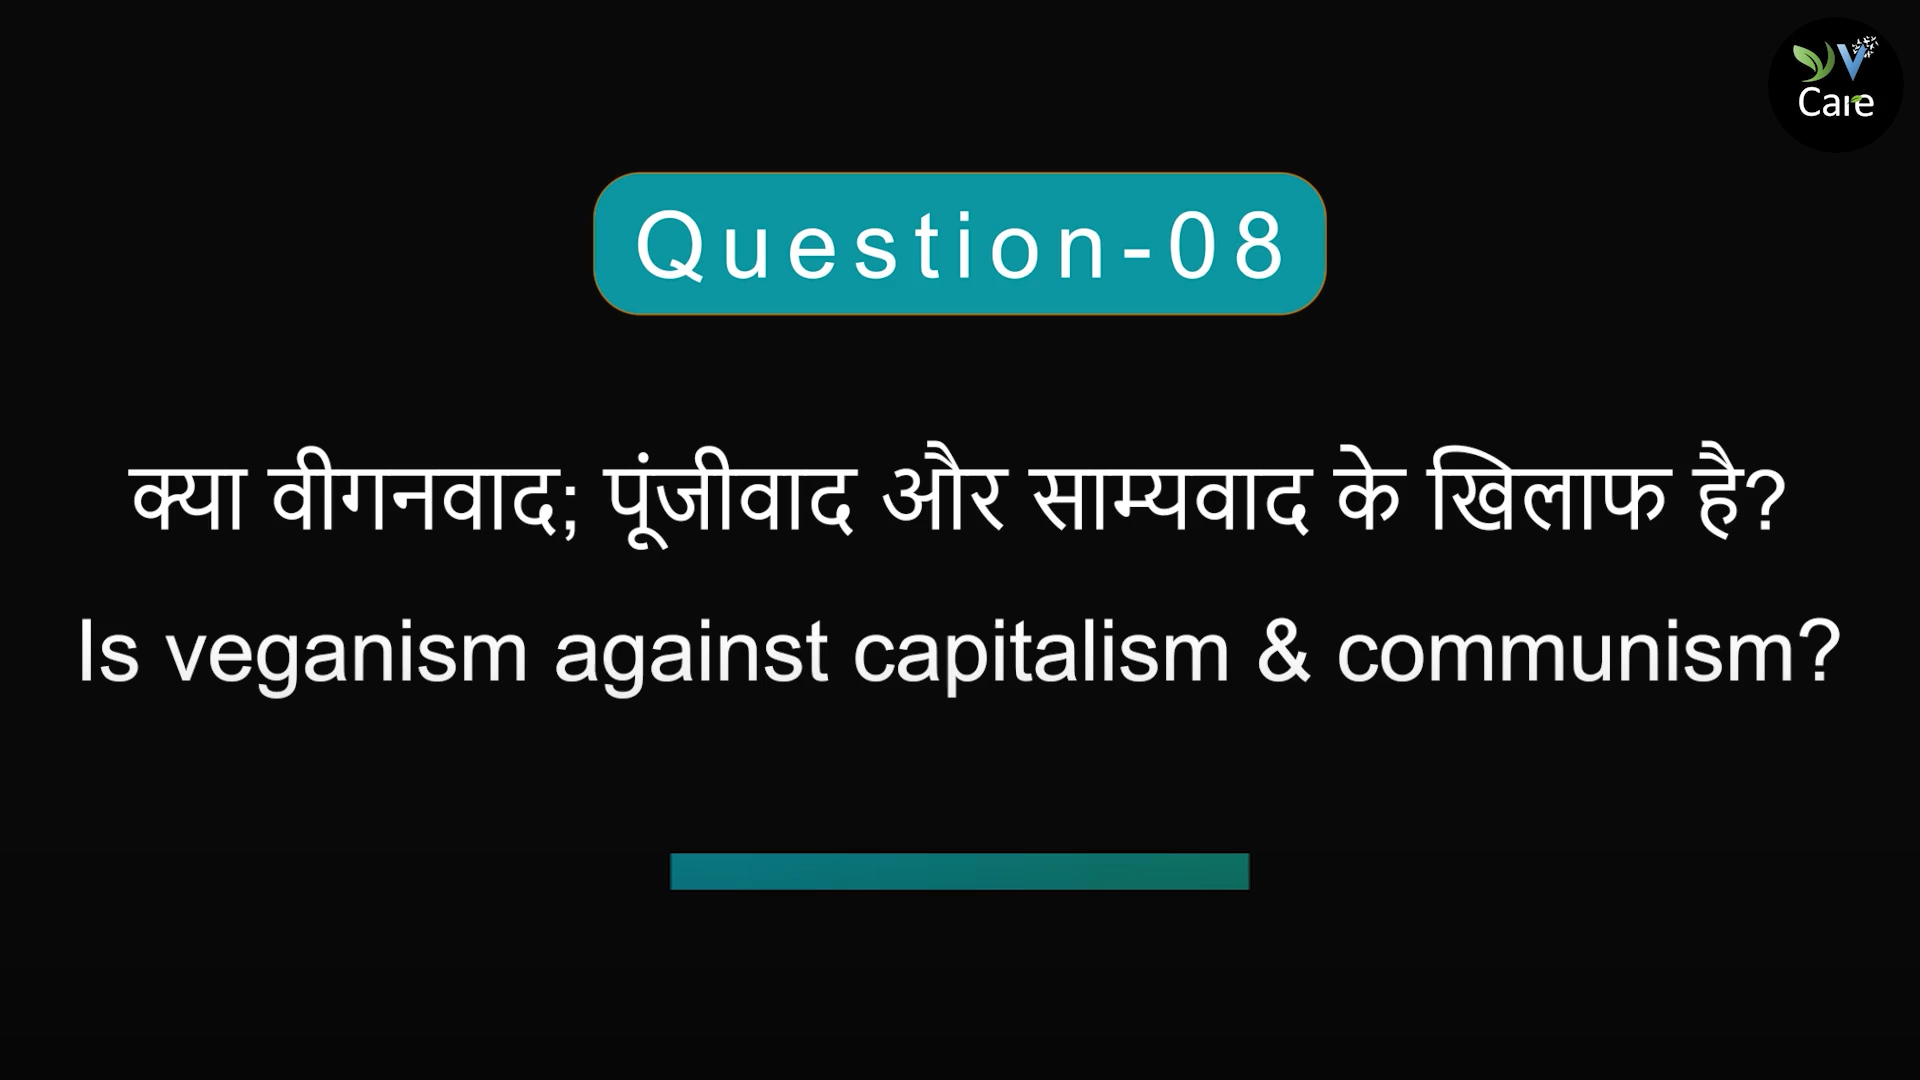 V
Care
Question-08
क्या वीगनवाद; पूंजीवाद और साम्यवाद के खिलाफ है?
Is veganism against capitalism & communism?